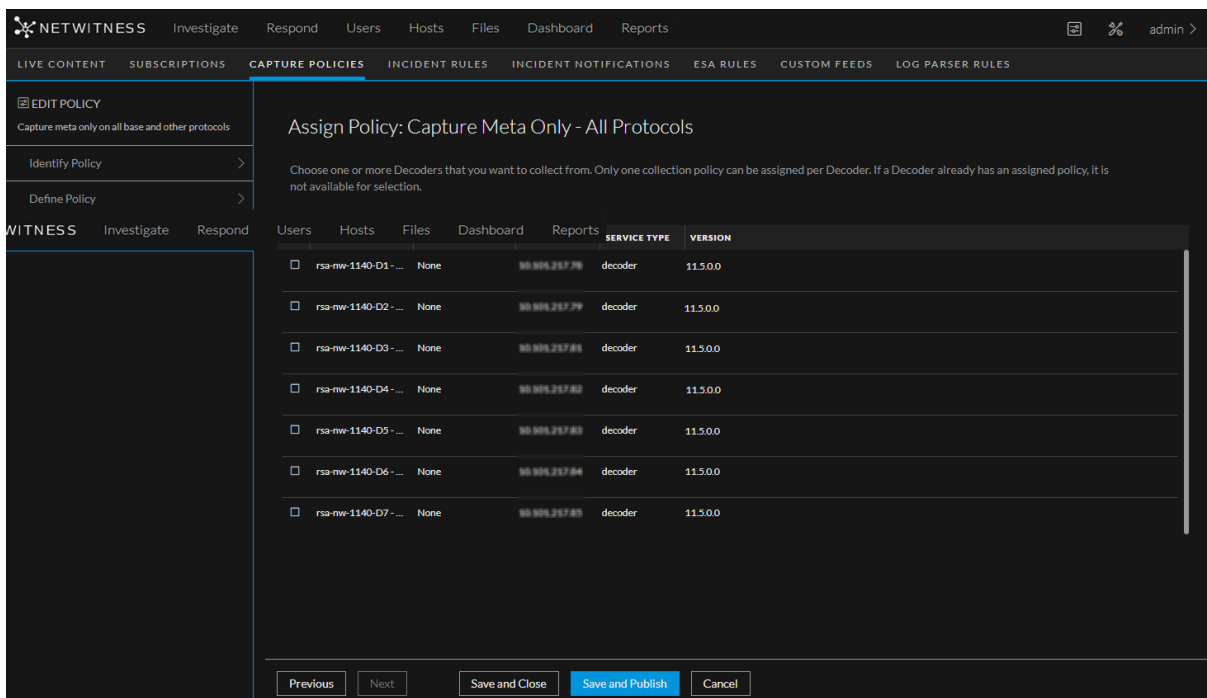 NETWITNESS Investigate Respond Users Hosts Files Dashboard Reports admin >
LIVE CONTENT SUBSCRIPTIONS CAPTURE POLICIES INCIDENT RULES INCIDENT NOTIFICATIONS ESA RULES CUSTOM FEEDS LOG PARSER RULES
EDIT POLICY
Capture meta only on all base and other protocols
Identify Policy >
Define Policy >
Assign Policy: Capture Meta Only - All Protocols
Choose one or more Decoders that you want to collect from. Only one collection policy can be assigned per Decoder. If a Decoder already has an assigned policy, it is
not available for selection.
WITNESS Investigate Respond Users Hosts Files Dashboard Reports SERVICE TYPE VERSION
rsa-nw-1140-D1 - ... None decoder 11.5.0.0
rsa-nw-1140-D2 - ... None decoder 11.5.0.0
rsa-nw-1140-D3 - ... None decoder 11.5.0.0
rsa-nw-1140-D4 - ... None decoder 11.5.0.0
rsa-nw-1140-D5 - ... None decoder 11.5.0.0
rsa-nw-1140-D6 - ... None decoder 11.5.0.0
rsa-nw-1140-D7 - ... None decoder 11.5.0.0
Previous Next Save and Close Save and Publish Cancel